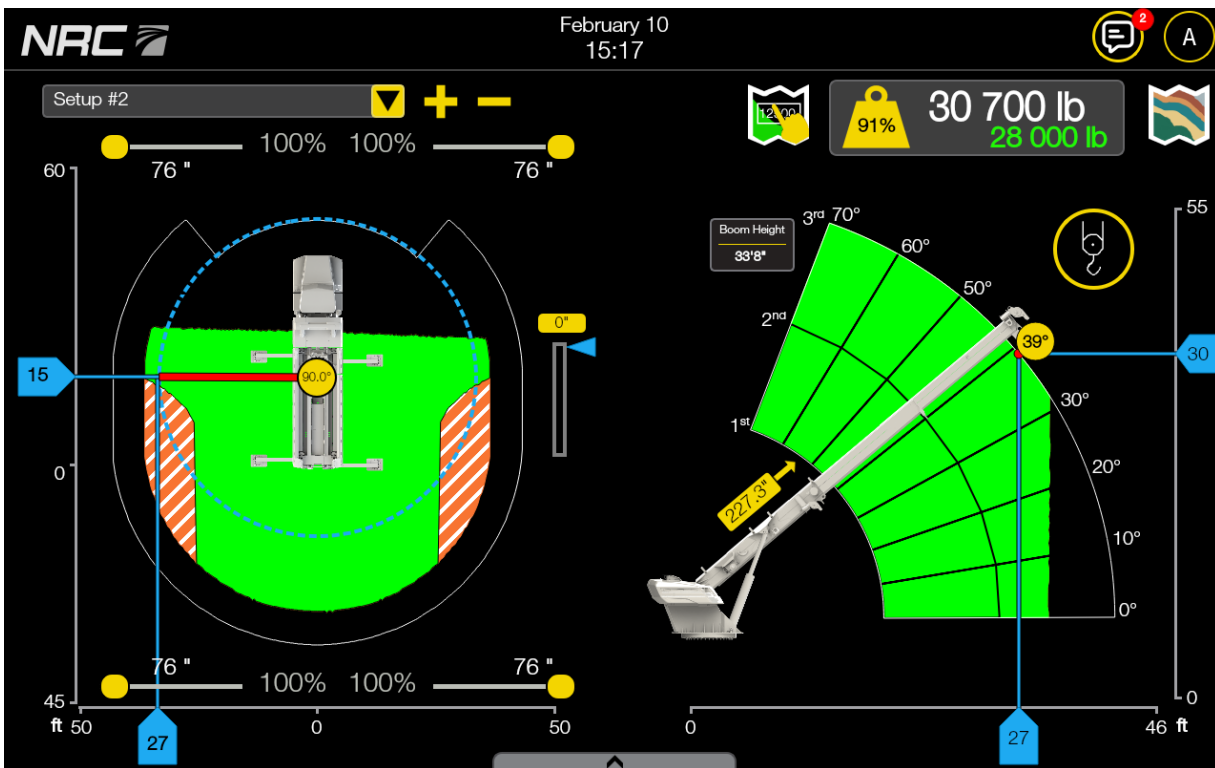 NRC
February 10
15:17
2
A
Setup #2
100% 100%
76 " 76 "
12300
91%
30 700 lb
28 000 lb
60
15
0
45
ft 50 0 50
27
90.0°
0"
76 " 76 "
100% 100%
Boom Height
33'8"
3rd 70°
60°
50°
2nd
39°
30°
1st
20°
227.3"
10°
0°
55
30
0
0 46 ft
27